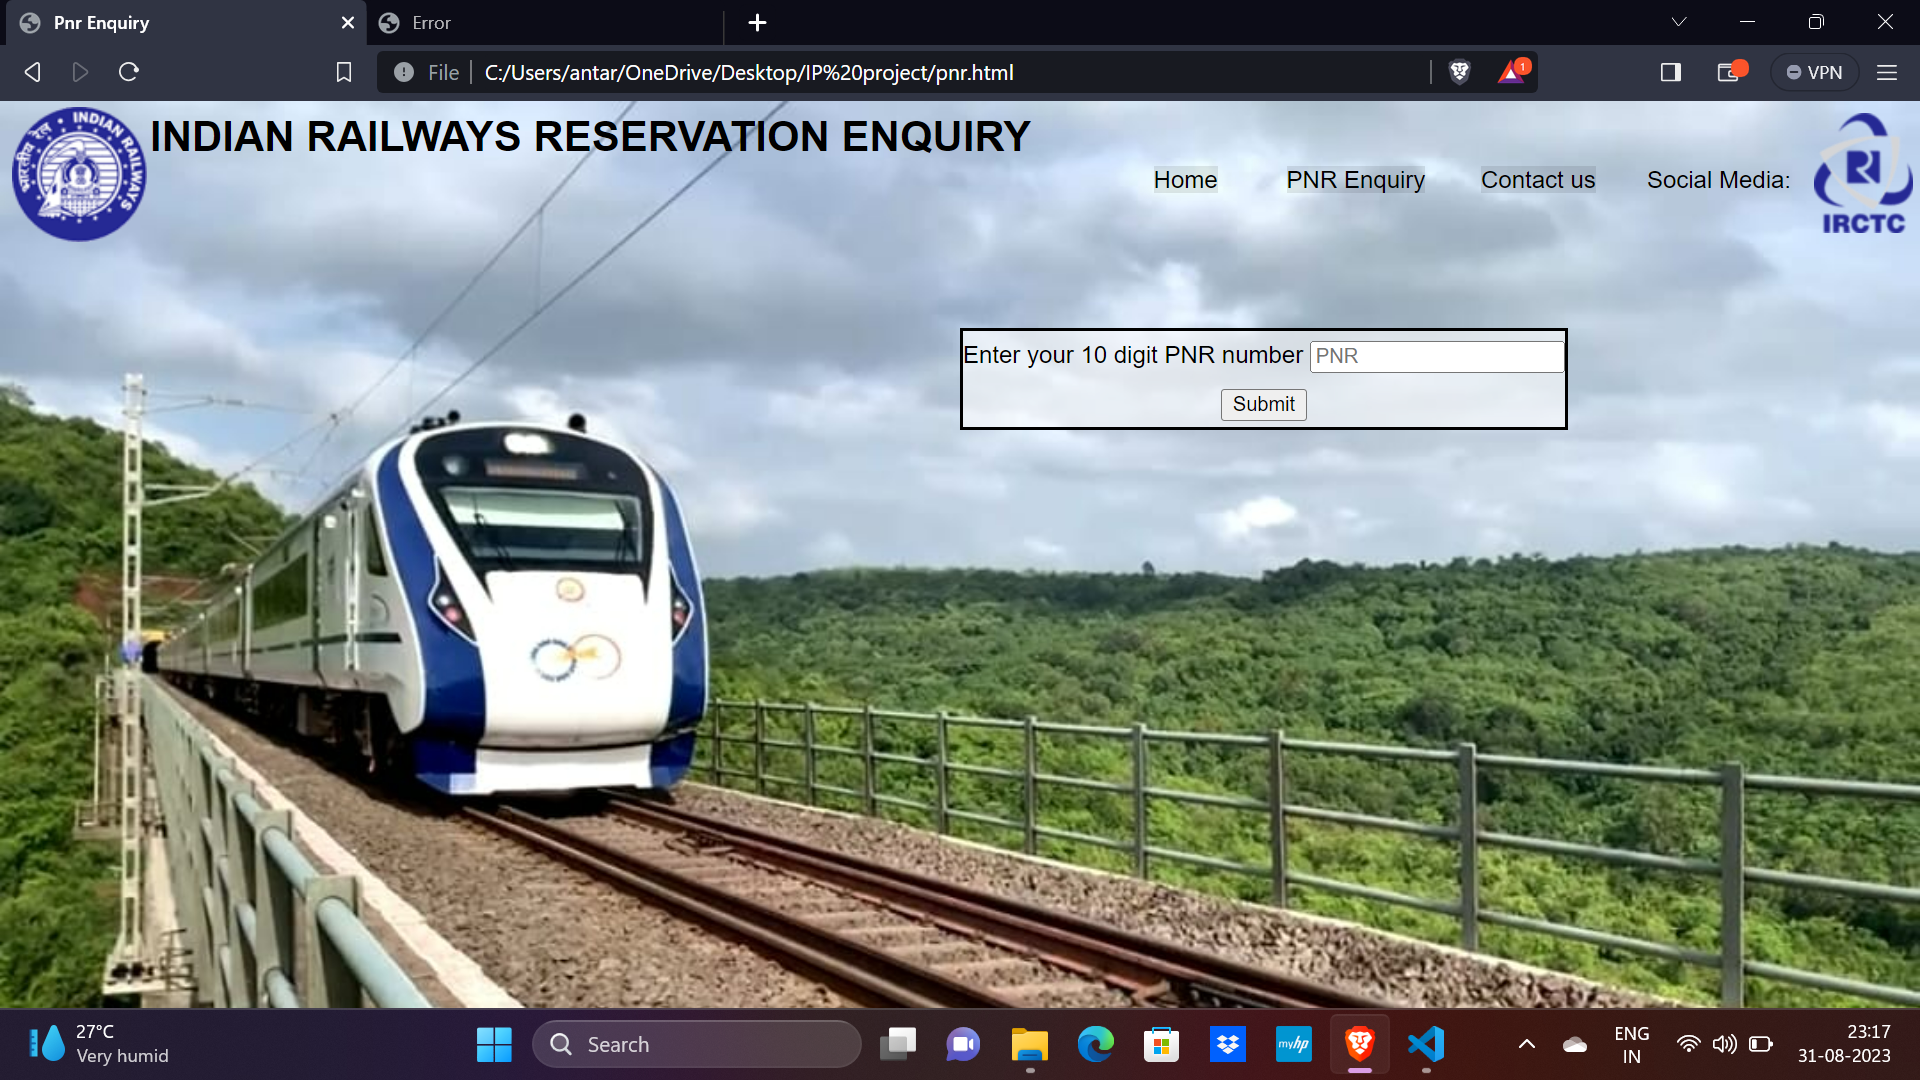 Pnr Enquiry
Error
File
C:/Users/antar/OneDrive/Desktop/IP%20project/pnr.html
1
VPN
भारतीय रेल
INDIAN RAILWAYS
INDIAN RAILWAYS RESERVATION ENQUIRY
Home
PNR Enquiry
Contact us
Social Media:
IRCTC
Enter your 10 digit PNR number
PNR
Submit
27°C
Very humid
Search
myhp
ENG
IN
23:17
31-08-2023